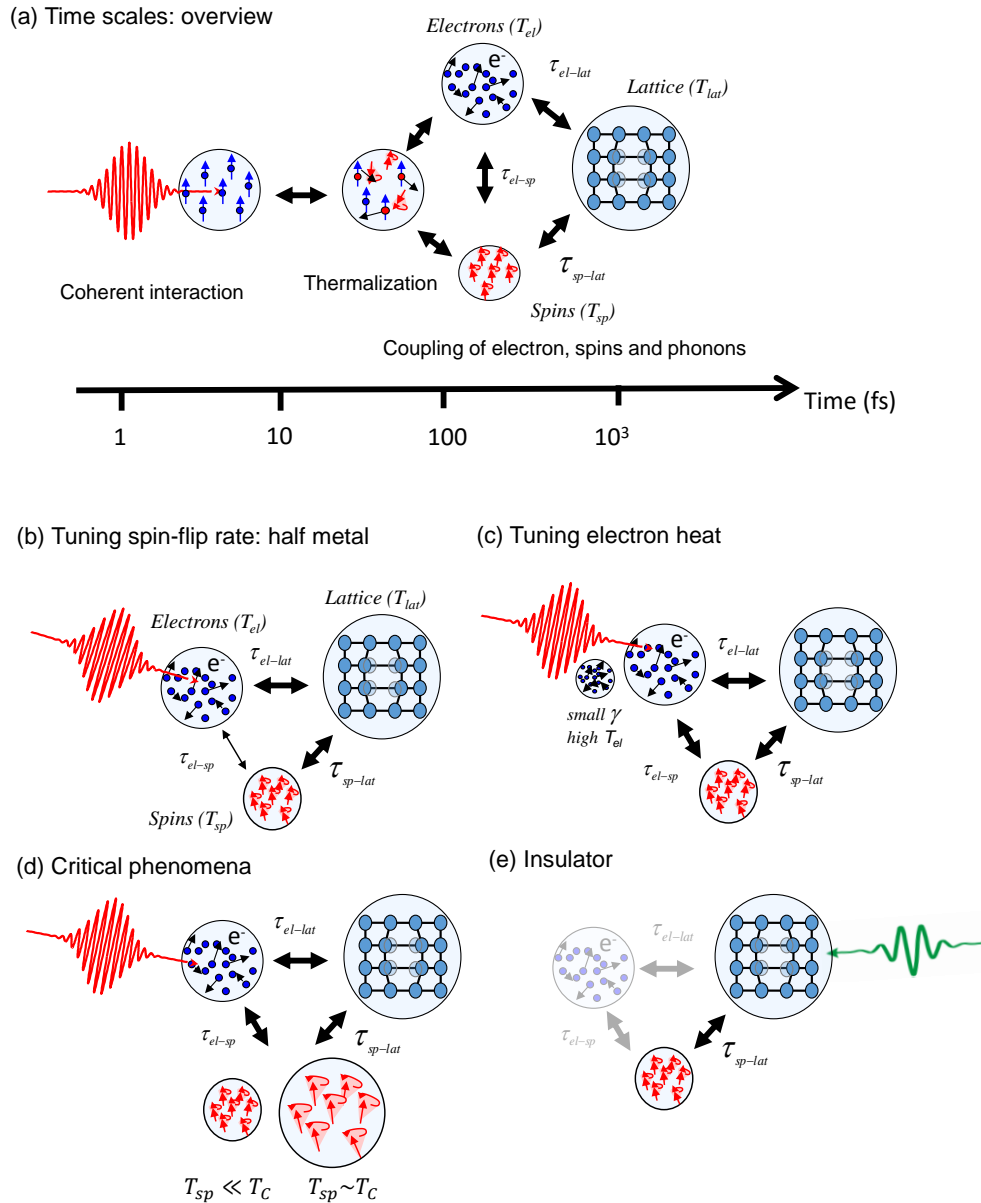 (a) Time scales: overview
Electrons (T_el)
e-
τ_el-lat
Lattice (T_lat)
τ_el-sp
Coherent interaction
Thermalization
τ_sp-lat
Spins (T_sp)
Coupling of electron, spins and phonons
Time (fs)
1 10 100 10³
(b) Tuning spin-flip rate: half metal
Electrons (T_el)
Lattice (T_lat)
e-
τ_el-lat
τ_el-sp
τ_sp-lat
Spins (T_sp)
(c) Tuning electron heat
e-
τ_el-lat
small γ
high T_el
τ_el-sp
τ_sp-lat
(d) Critical phenomena
e-
τ_el-lat
τ_el-sp
τ_sp-lat
T_sp ≪ T_C T_sp~T_C
(e) Insulator
e-
τ_el-lat
τ_el-sp
τ_sp-lat